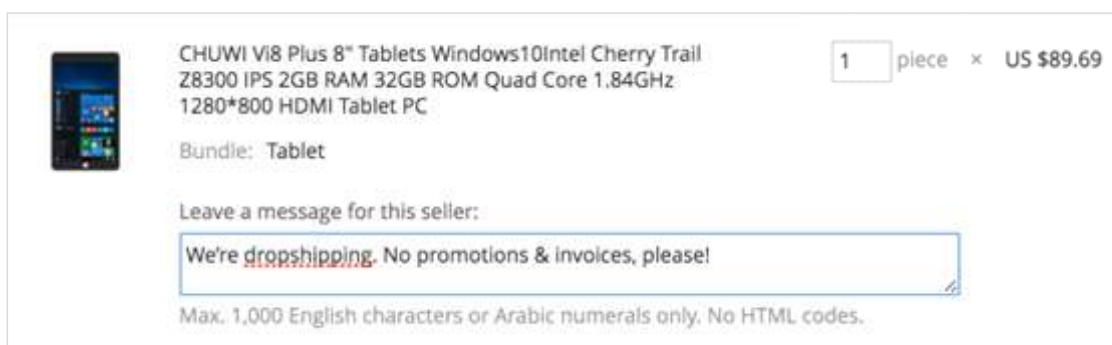 CHUWI Vi8 Plus 8" Tablets Windows10Intel Cherry Trail
Z8300 IPS 2GB RAM 32GB ROM Quad Core 1.84GHz
1280*800 HDMI Tablet PC
1 piece × US $89.69
Bundle: Tablet
Leave a message for this seller:
We're dropshipping. No promotions & invoices, please!
Max. 1,000 English characters or Arabic numerals only. No HTML codes.